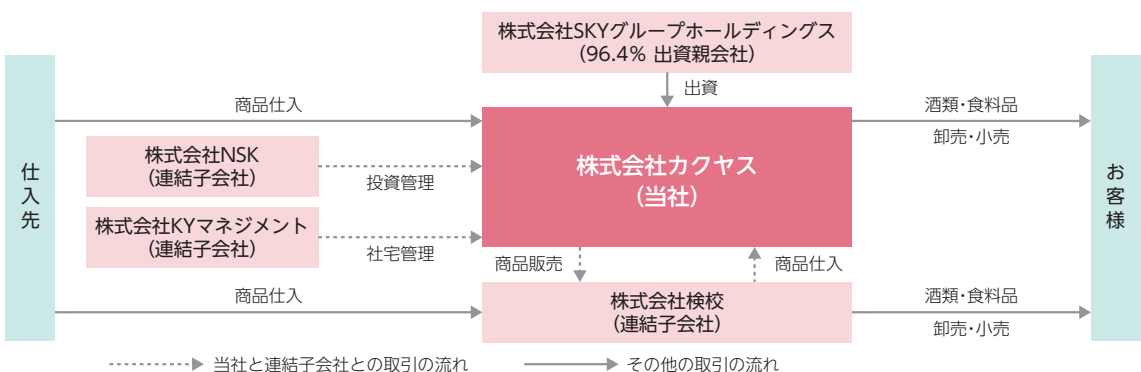 株式会社SKYグループホールディングス
（96.4% 出資親会社）
出資
仕入先
商品仕入
酒類・食料品
卸売・小売
株式会社NSK
（連結子会社）
投資管理
株式会社カクヤス
（当社）
お客様
株式会社KYマネジメント
（連結子会社）
社宅管理
商品販売
商品仕入
商品仕入
株式会社検校
（連結子会社）
酒類・食料品
卸売・小売
当社と連結子会社との取引の流れ
その他の取引の流れ